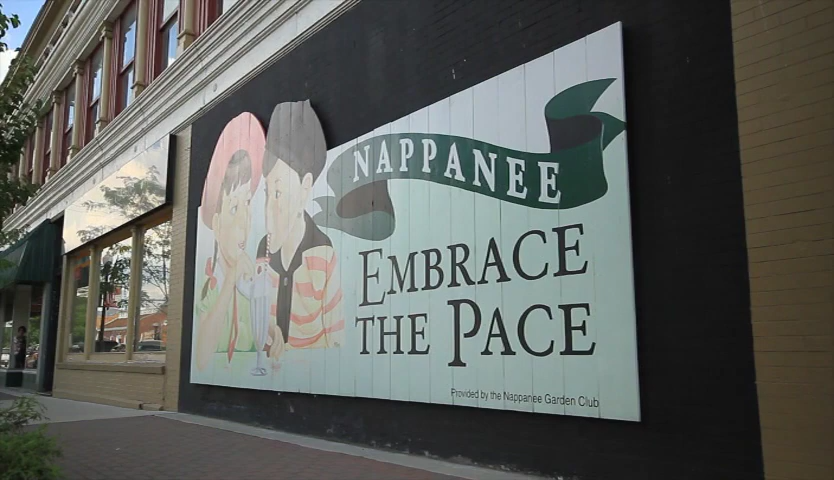 NAPPANEE
EMBRACE
THE PACE
Provided by the Nappanee Garden Club